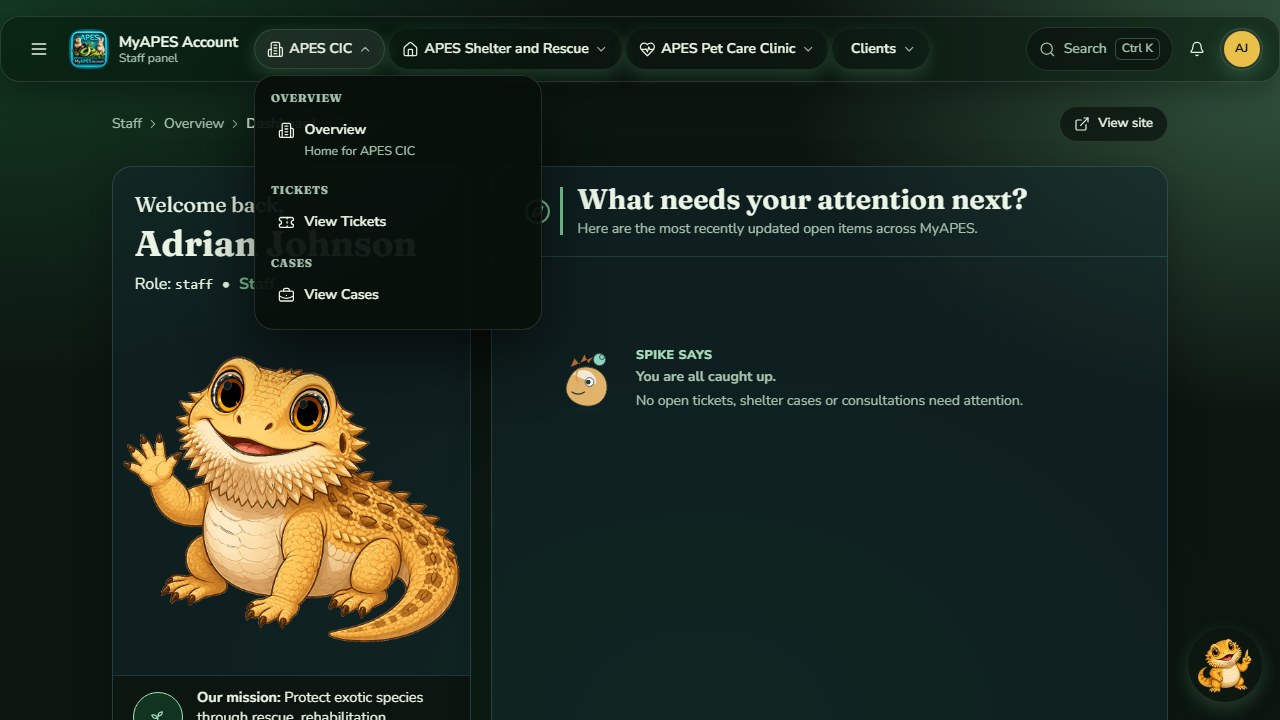 MyAPES Account
Staff panel
APES CIC
APES Shelter and Rescue
APES Pet Care Clinic
Clients
Search
Ctrl K
AJ
OVERVIEW
Overview
Home for APES CIC
TICKETS
View Tickets
CASES
View Cases
Staff
Overview
Dashboard
View site
Welcome back.
Adrian Johnson
Role: staff •
What needs your attention next?
Here are the most recently updated open items across MyAPES.
SPIKE SAYS
You are all caught up.
No open tickets, shelter cases or consultations need attention.
Our mission: Protect exotic species
through rescue, rehabilitation